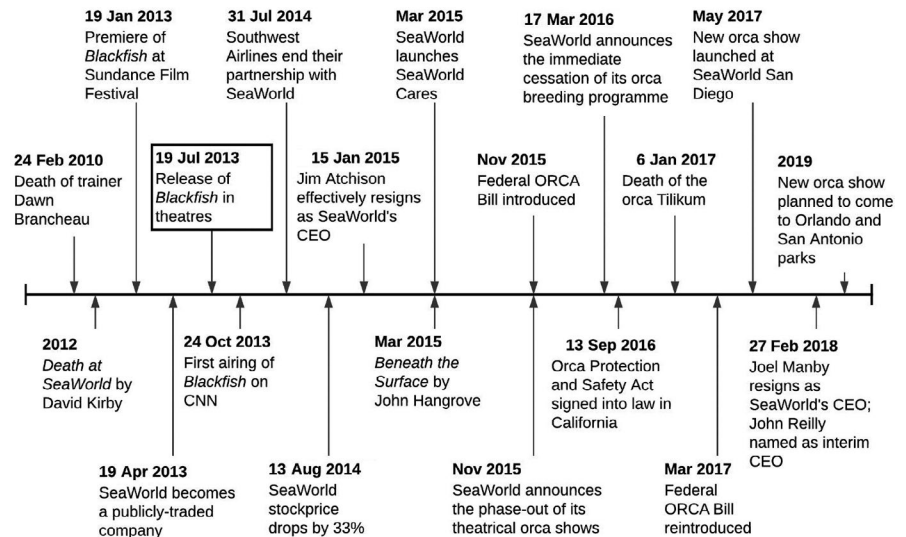 19 Jan 2013
Premiere of
Blackfish at
Sundance Film
Festival
31 Jul 2014
Southwest
Airlines end their
partnership with
SeaWorld
Mar 2015
SeaWorld
launches
SeaWorld
Cares
17 Mar 2016
SeaWorld announces
the immediate
cessation of its orca
breeding programme
May 2017
New orca show
launched at
SeaWorld San
Diego
24 Feb 2010
Death of trainer
Dawn
Brancheau
19 Jul 2013
Release of
Blackfish in
theatres
15 Jan 2015
Jim Atchison
effectively resigns
as SeaWorld's
CEO
Nov 2015
Federal ORCA
Bill introduced
6 Jan 2017
Death of the
orca Tilikum
2019
New orca show
planned to come
to Orlando and
San Antonio
parks
2012
Death at
SeaWorld by
David Kirby
24 Oct 2013
First airing of
Blackfish on
CNN
Mar 2015
Beneath the
Surface by
John Hangrove
13 Sep 2016
Orca Protection
and Safety Act
signed into law in
California
27 Feb 2018
Joel Manby
resigns as
SeaWorld's CEO;
John Reilly
named as interim
CEO
19 Apr 2013
SeaWorld becomes
a publicly-traded
company
13 Aug 2014
SeaWorld
stockprice
drops by 33%
Nov 2015
SeaWorld announces
the phase-out of its
theatrical orca shows
Mar 2017
Federal
ORCA Bill
reintroduced